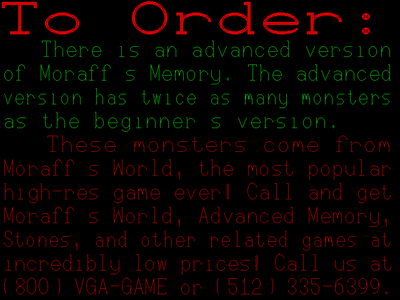 To Order:
There is an advanced version
of Moraff s Memory. The advanced
version has twice as many monsters
as the beginner s version.
These monsters come from
Moraff s World, the most popular
high-res game ever! Call and get
Moraff s World, Advanced Memory,
Stones, and other related games at
incredibly low prices! Call us at
(800) VGA-GAME or (512) 335-6399.